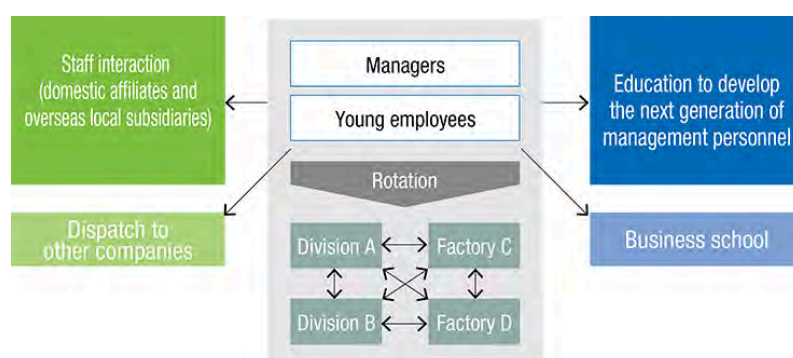 Staff interaction
(domestic affiliates and
overseas local subsidiaries)
Dispatch to
other companies
Managers
Young employees
Rotation
Division A
Factory C
Division B
Factory D
Education to develop
the next generation of
management personnel
Business school